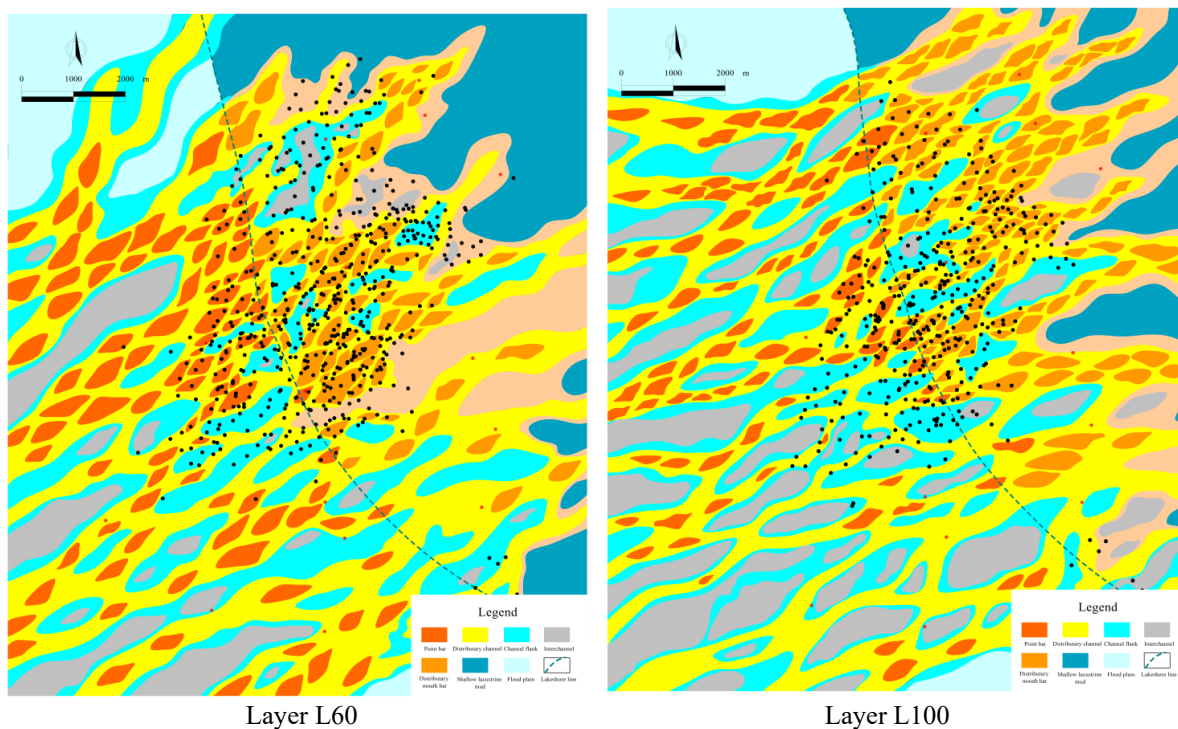 0 1000 2000 m
Legend
Point bar Distributary channel Channel flank Interchannel
Distributary mouth bar Shallow lacustrine mud Flood plain Lakeshore line
Layer L60
0 1000 2000 m
Legend
Point bar Distributary channel Channel flank Interchannel
Distributary mouth bar Shallow lacustrine mud Flood plain Lakeshore line
Layer L100